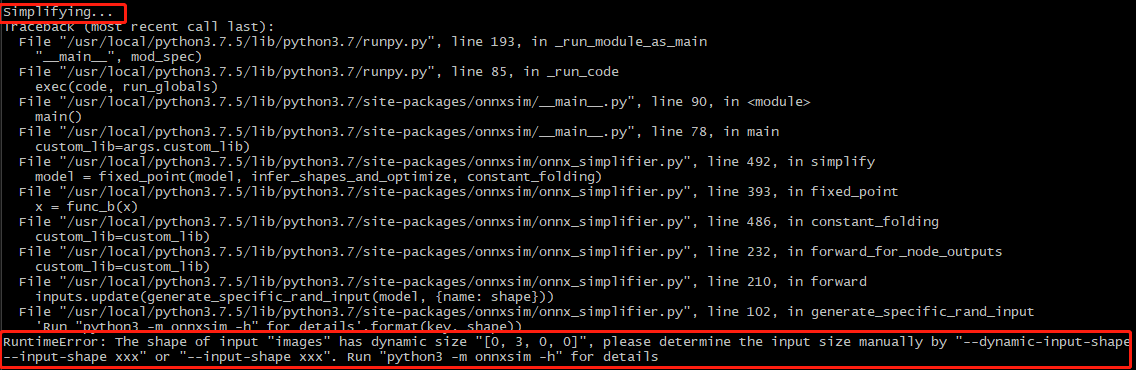 Simplifying...
Traceback (most recent call last):
  File "/usr/local/python3.7.5/lib/python3.7/runpy.py", line 193, in _run_module_as_main
    "__main__", mod_spec)
  File "/usr/local/python3.7.5/lib/python3.7/runpy.py", line 85, in _run_code
    exec(code, run_globals)
  File "/usr/local/python3.7.5/lib/python3.7/site-packages/onnxsim/__main__.py", line 90, in <module>
    main()
  File "/usr/local/python3.7.5/lib/python3.7/site-packages/onnxsim/__main__.py", line 78, in main
    custom_lib=args.custom_lib)
  File "/usr/local/python3.7.5/lib/python3.7/site-packages/onnxsim/onnx_simplifier.py", line 492, in simplify
    model = fixed_point(model, infer_shapes_and_optimize, constant_folding)
  File "/usr/local/python3.7.5/lib/python3.7/site-packages/onnxsim/onnx_simplifier.py", line 393, in fixed_point
    x = func_b(x)
  File "/usr/local/python3.7.5/lib/python3.7/site-packages/onnxsim/onnx_simplifier.py", line 486, in constant_folding
    custom_lib=custom_lib)
  File "/usr/local/python3.7.5/lib/python3.7/site-packages/onnxsim/onnx_simplifier.py", line 232, in forward_for_node_outputs
    custom_lib=custom_lib)
  File "/usr/local/python3.7.5/lib/python3.7/site-packages/onnxsim/onnx_simplifier.py", line 210, in forward
    inputs.update(generate_specific_rand_input(model, {name: shape}))
  File "/usr/local/python3.7.5/lib/python3.7/site-packages/onnxsim/onnx_simplifier.py", line 102, in generate_specific_rand_input
    'Run "python3 -m onnxsim -h" for details'.format(key, shape))
RuntimeError: The shape of input "images" has dynamic size "[0, 3, 0, 0]", please determine the input size manually by "--dynamic-input-shape
--input-shape xxx" or "--input-shape xxx". Run "python3 -m onnxsim -h" for details